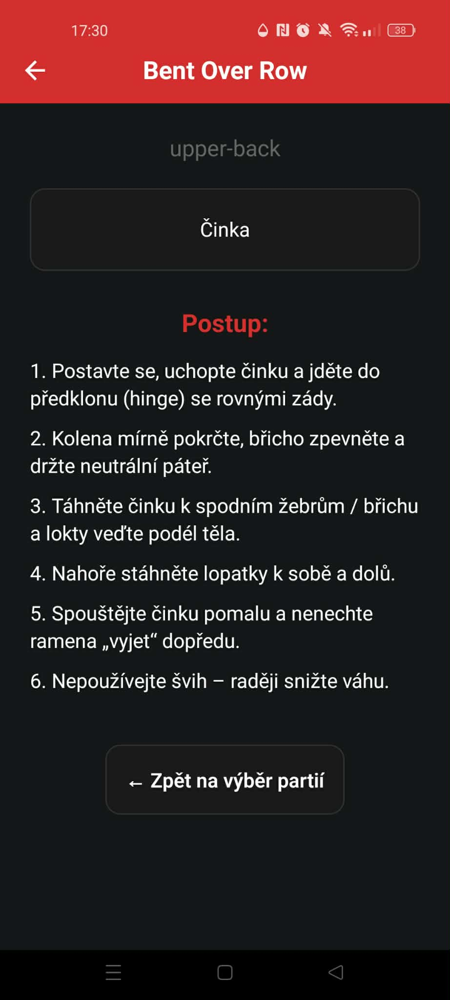 17:30
38
Bent Over Row
upper-back
Činka
Postup:
1. Postavte se, uchopte činku a jděte do
předklonu (hinge) se rovnými zády.
2. Kolena mírně pokrčte, břicho zpevněte a
držte neutrální páteř.
3. Táhněte činku k spodním žebrům / břichu
a lokty veďte podél těla.
4. Nahoře stáhněte lopatky k sobě a dolů.
5. Spouštějte činku pomalu a nenechte
ramena „vyjet“ dopředu.
6. Nepoužívejte švih – raději snižte váhu.
← Zpět na výběr partií